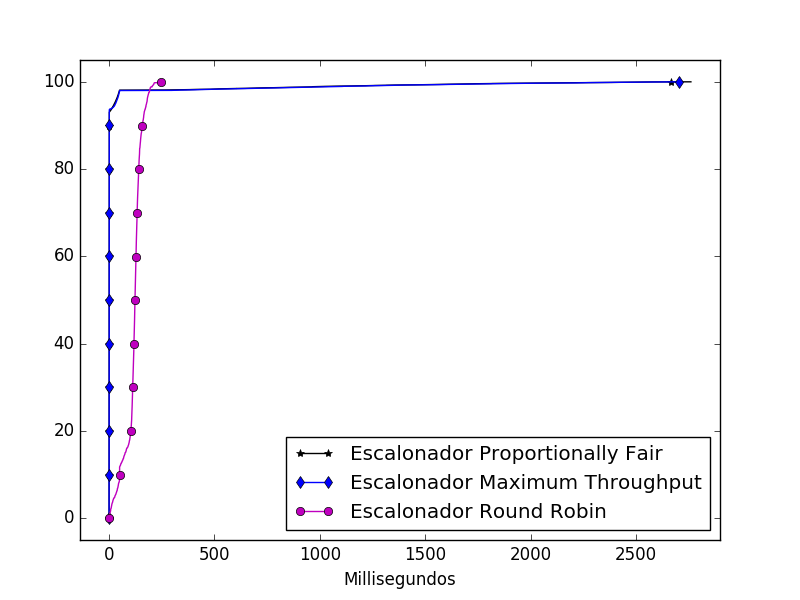 100
80
60
40
20
0
Escalonador Proportionally Fair
Escalonador Maximum Throughput
Escalonador Round Robin
0 500 1000 1500 2000 2500
Millisegundos